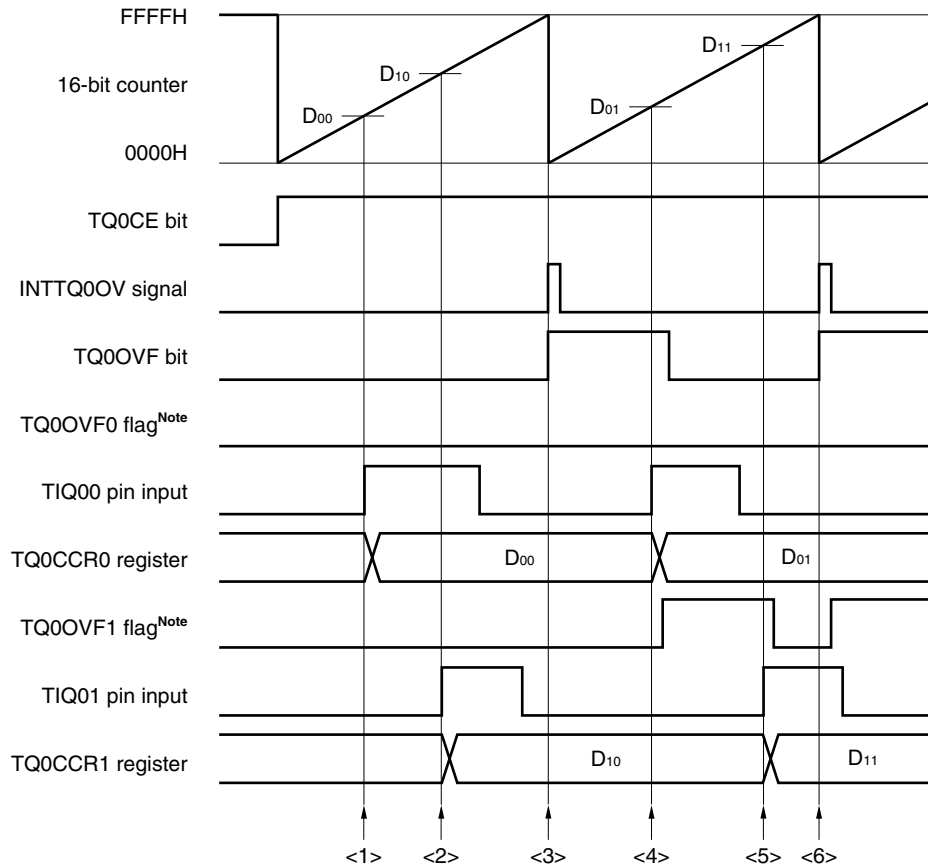 FFFFH
D11
D10
16-bit counter
D01
D00
0000H
TQ0CE bit
INTTQ0OV signal
TQ0OVF bit
TQ0OVF0 flagNote
TIQ00 pin input
TQ0CCR0 register D00 D01
TQ0OVF1 flagNote
TIQ01 pin input
TQ0CCR1 register D10 D11
<1> <2> <3> <4> <5> <6>